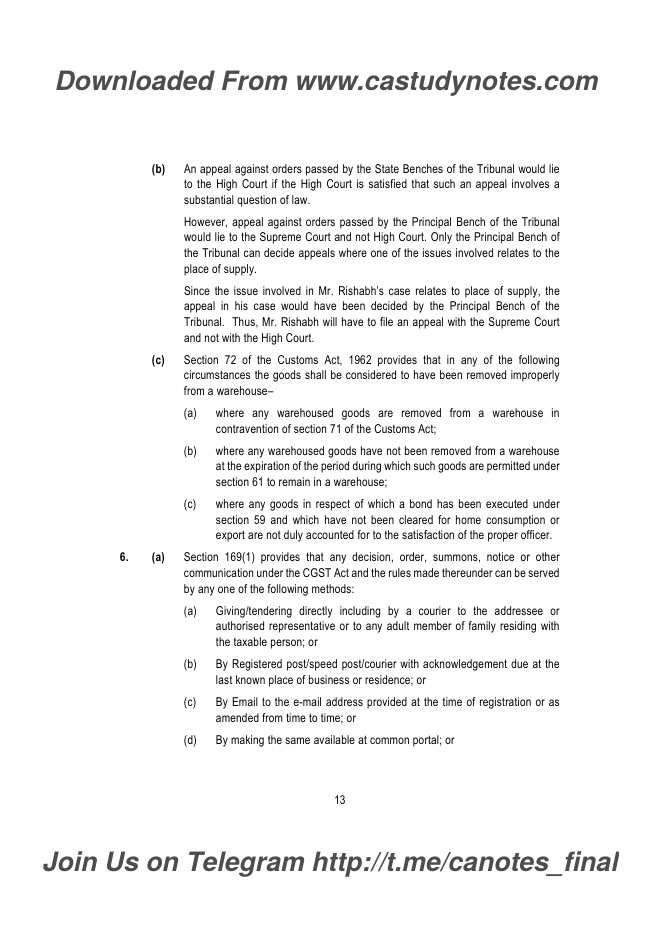 Downloaded From www.castudynotes.com
(b) An appeal against orders passed by the State Benches of the Tribunal would lie
to the High Court if the High Court is satisfied that such an appeal involves a
substantial question of law.
However, appeal against orders passed by the Principal Bench of the Tribunal
would lie to the Supreme Court and not High Court. Only the Principal Bench of
the Tribunal can decide appeals where one of the issues involved relates to the
place of supply.
Since the issue involved in Mr. Rishabh's case relates to place of supply, the
appeal in his case would have been decided by the Principal Bench of the
Tribunal. Thus, Mr. Rishabh will have to file an appeal with the Supreme Court
and not with the High Court.
(c) Section 72 of the Customs Act, 1962 provides that in any of the following
circumstances the goods shall be considered to have been removed improperly
from a warehouse–
(a) where any warehoused goods are removed from a warehouse in
contravention of section 71 of the Customs Act;
(b) where any warehoused goods have not been removed from a warehouse
at the expiration of the period during which such goods are permitted under
section 61 to remain in a warehouse;
(c) where any goods in respect of which a bond has been executed under
section 59 and which have not been cleared for home consumption or
export are not duly accounted for to the satisfaction of the proper officer.
6. (a) Section 169(1) provides that any decision, order, summons, notice or other
communication under the CGST Act and the rules made thereunder can be served
by any one of the following methods:
(a) Giving/tendering directly including by a courier to the addressee or
authorised representative or to any adult member of family residing with
the taxable person; or
(b) By Registered post/speed post/courier with acknowledgement due at the
last known place of business or residence; or
(c) By Email to the e-mail address provided at the time of registration or as
amended from time to time; or
(d) By making the same available at common portal; or
13
Join Us on Telegram http://t.me/canotes_final